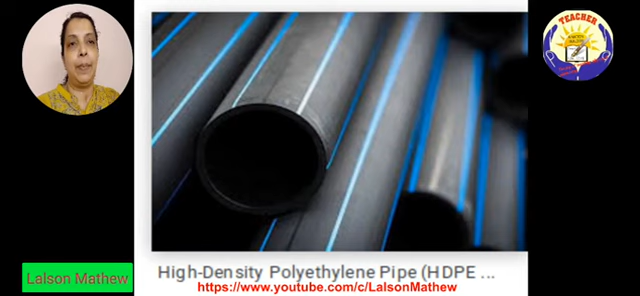 TEACHER
High-Density Polyethylene Pipe (HDPE ...
Lalson Mathew
https://www.youtube.com/c/LalsonMathew